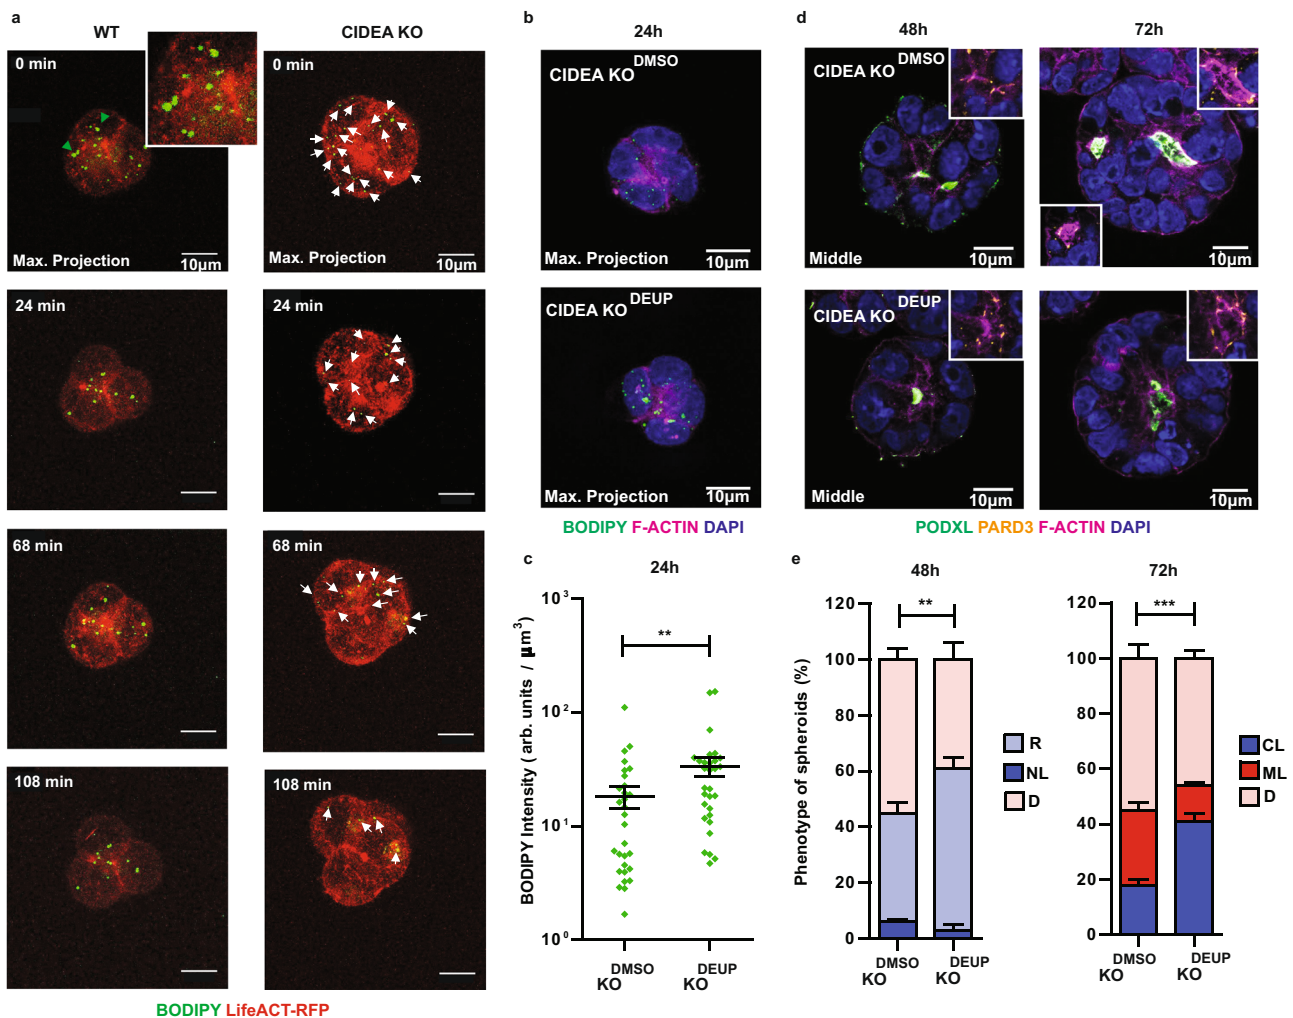 a
WT
CIDEA KO
0 min
Max. Projection
10µm
0 min
Max. Projection
10µm
24 min
24 min
68 min
68 min
108 min
108 min
BODIPY LifeACT-RFP
b
24h
CIDEA KO DMSO
Max. Projection
10µm
CIDEA KO DEUP
Max. Projection
10µm
BODIPY F-ACTIN DAPI
c
24h
**
BODIPY Intensity (arb. units / µm³)
10³
10²
10¹
10⁰
KO DMSO
KO DEUP
d
48h
72h
CIDEA KO DMSO
Middle
10µm
10µm
CIDEA KO DEUP
Middle
10µm
10µm
PODXL PARD3 F-ACTIN DAPI
e
48h
**
Phenotype of spheroids (%)
120
100
80
60
40
20
0
KO DMSO
KO DEUP
R
NL
D
72h
***
120
100
80
60
40
20
0
KO DMSO
KO DEUP
CL
ML
D